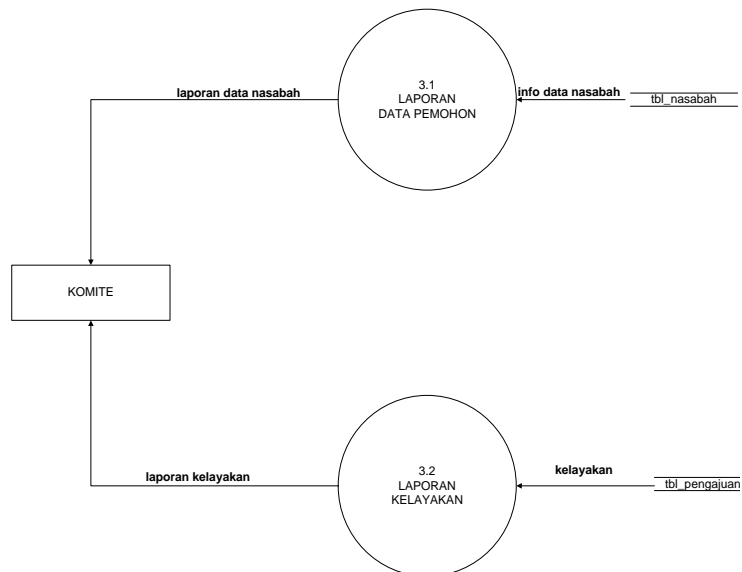 3.1
LAPORAN
DATA PEMOHON
laporan data nasabah
info data nasabah
tbl_nasabah
KOMITE
3.2
LAPORAN
KELAYAKAN
laporan kelayakan
kelayakan
tbl_pengajuan